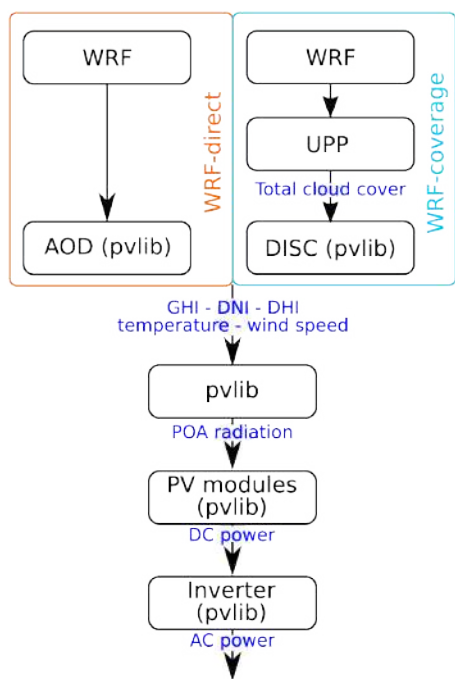 WRF
AOD (pvlib)
WRF-direct
WRF
UPP
Total cloud cover
DISC (pvlib)
WRF-coverage
GHI - DNI - DHI
temperature - wind speed
pvlib
POA radiation
PV modules
(pvlib)
DC power
Inverter
(pvlib)
AC power